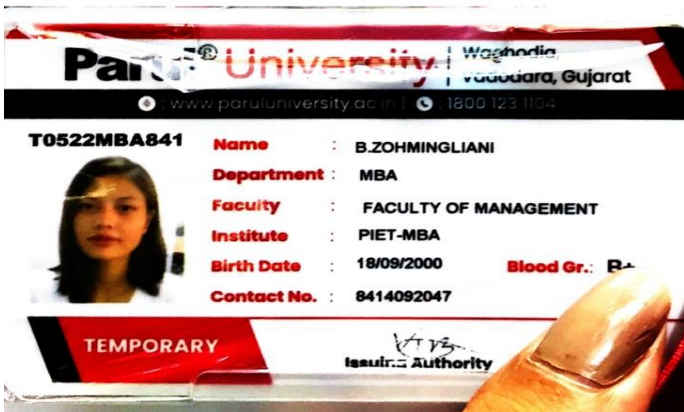 Parul® University | Waghodia,
Vadodara, Gujarat
: www.paruluniversity.ac.in | : 1800 123 1104
T0522MBA841
Name : B.ZOHMINGLIANI
Department : MBA
Faculty : FACULTY OF MANAGEMENT
Institute : PIET-MBA
Birth Date : 18/09/2000 Blood Gr.: B+
Contact No. : 8414092047
TEMPORARY
Issuing Authority